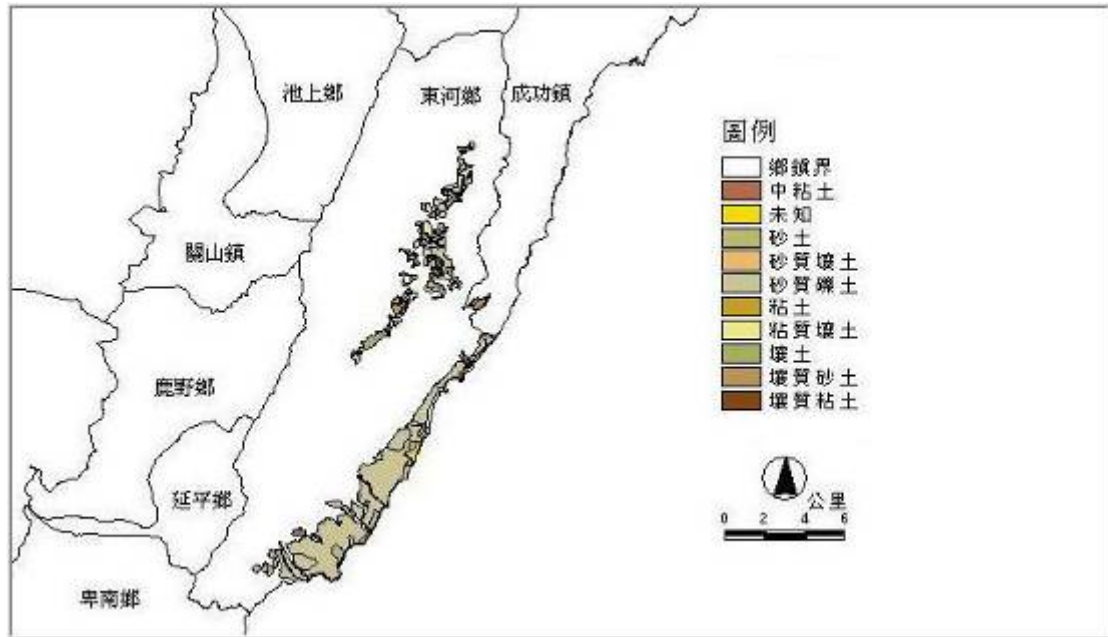 池上鄉
東河鄉
成功鎮
關山鎮
鹿野鄉
延平鄉
卑南鄉
圖例
鄉鎮界
中粘土
未知
砂土
砂質壤土
砂質礫土
粘土
粘質壤土
壤土
壤質砂土
壤質粘土
公里
0 2 4 6